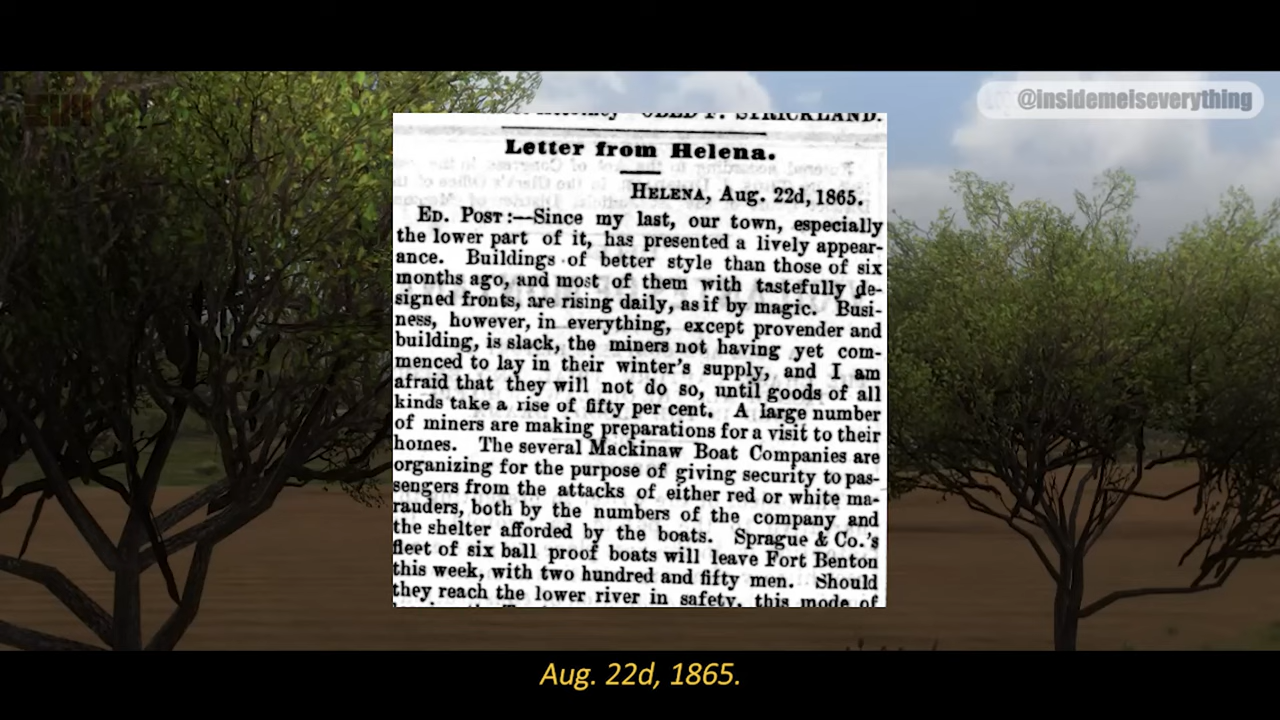 @insidemeiseverything
OBED P. STRICKLAND.
Letter from Helena.
HELENA, Aug. 22d, 1865.
ED. POST:—Since my last, our town, especially
the lower part of it, has presented a lively appear-
ance. Buildings of better style than those of six
months ago, and most of them with tastefully de-
signed fronts, are rising daily, as if by magic. Busi-
ness, however, in everything, except provender and
building, is slack, the miners not having yet com-
menced to lay in their winter's supply, and I am
afraid that they will not do so, until goods of all
kinds take a rise of fifty per cent. A large number
of miners are making preparations for a visit to their
homes. The several Mackinaw Boat Companies are
organizing for the purpose of giving security to pas-
sengers from the attacks of either red or white ma-
rauders, both by the numbers of the company and
the shelter afforded by the boats. Sprague & Co.'s
fleet of six ball proof boats will leave Fort Benton
this week, with two hundred and fifty men. Should
they reach the lower river in safety, this mode of
Aug. 22d, 1865.